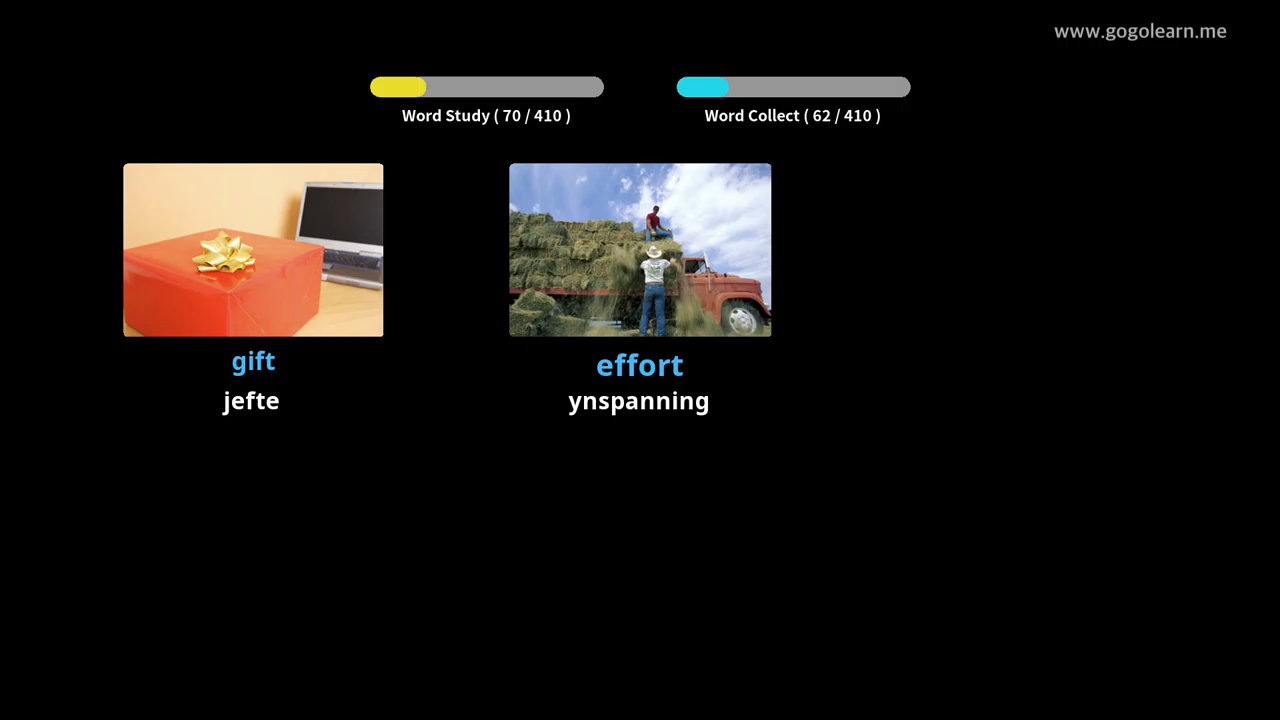 www.gogolearn.me
Word Study ( 70 / 410 )
Word Collect ( 62 / 410 )
gift
jefte
effort
ynspanning